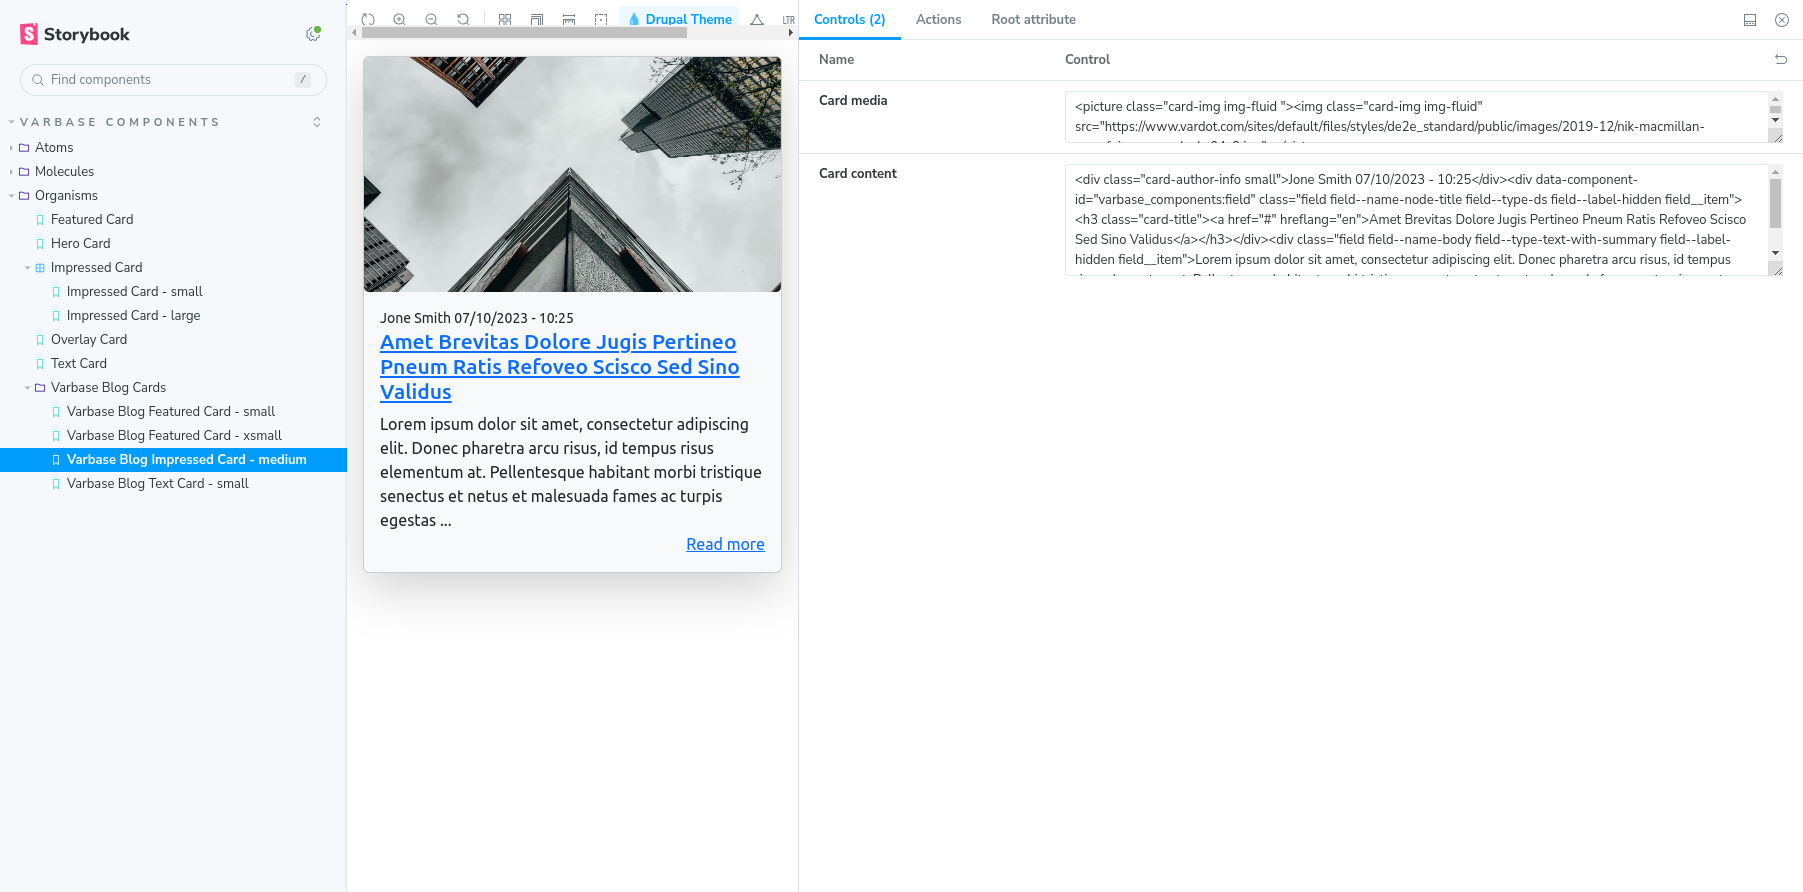 Storybook
Find components
/
VARBASE COMPONENTS
Atoms
Molecules
Organisms
Featured Card
Hero Card
Impressed Card
Impressed Card - small
Impressed Card - large
Overlay Card
Text Card
Varbase Blog Cards
Varbase Blog Featured Card - small
Varbase Blog Featured Card - xsmall
Varbase Blog Impressed Card - medium
Varbase Blog Text Card - small
Drupal Theme
LTR
Jone Smith 07/10/2023 - 10:25
Amet Brevitas Dolore Jugis Pertineo
Pneum Ratis Refoveo Scisco Sed Sino
Validus
Lorem ipsum dolor sit amet, consectetur adipiscing
elit. Donec pharetra arcu risus, id tempus risus
elementum at. Pellentesque habitant morbi tristique
senectus et netus et malesuada fames ac turpis
egestas ...
Read more
Controls (2)
Actions
Root attribute
Name
Control
Card media
<picture class="card-img img-fluid "><img class="card-img img-fluid"
src="https://www.vardot.com/sites/default/files/styles/de2e_standard/public/images/2019-12/nik-macmillan-
Card content
<div class="card-author-info small">Jone Smith 07/10/2023 - 10:25</div><div data-component-
id="varbase_components:field" class="field field--name-node-title field--type-ds field--label-hidden field__item">
<h3 class="card-title"><a href="#" hreflang="en">Amet Brevitas Dolore Jugis Pertineo Pneum Ratis Refoveo Scisco
Sed Sino Validus</a></h3></div><div class="field field--name-body field--type-text-with-summary field--label-
hidden field__item">Lorem ipsum dolor sit amet, consectetur adipiscing elit. Donec pharetra arcu risus, id tempus